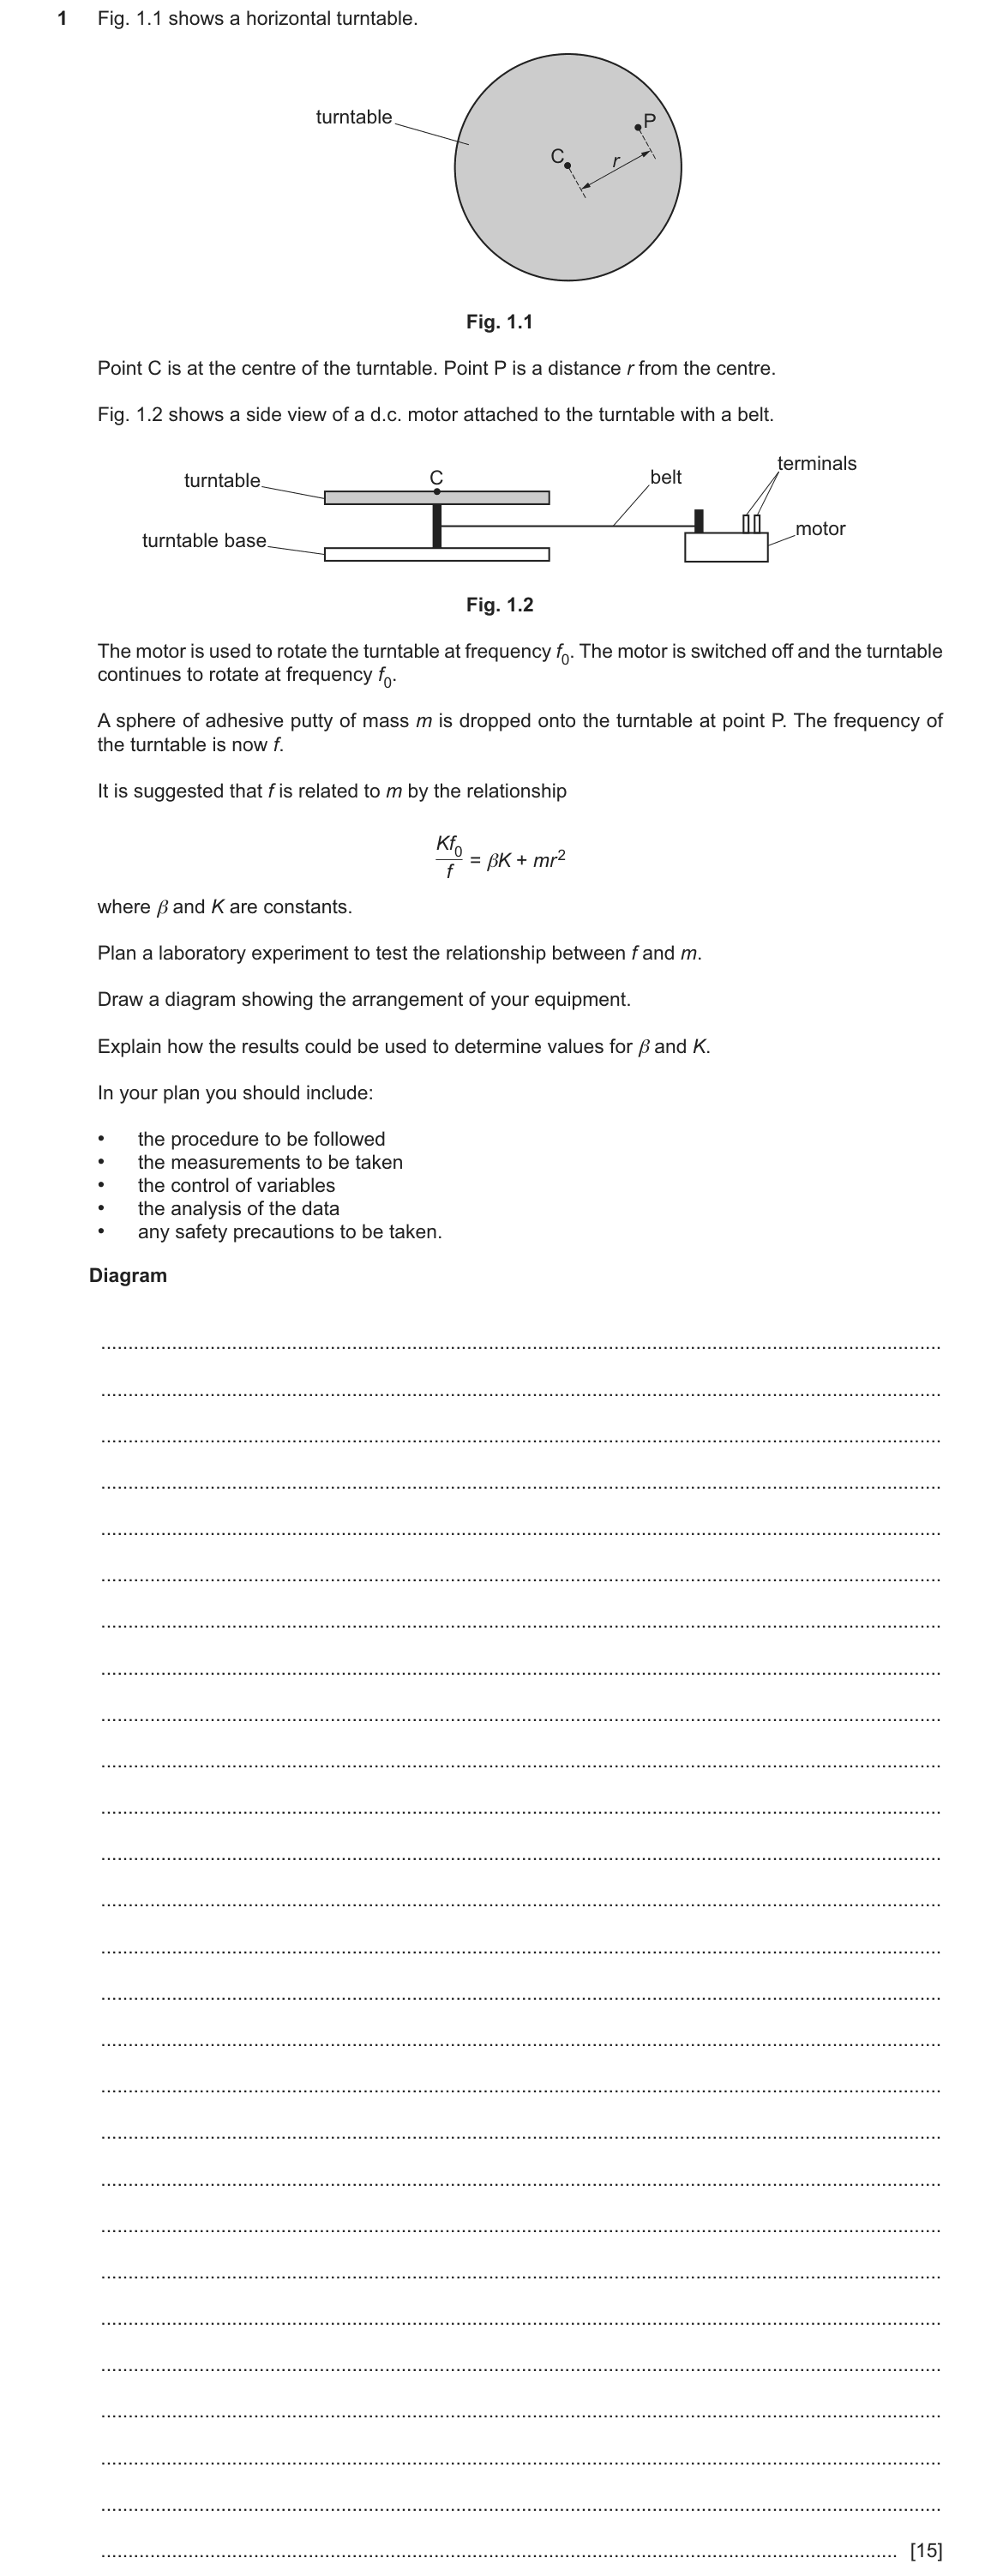 1 Fig. 1.1 shows a horizontal turntable.
turntable
P
C
r
Fig. 1.1
Point C is at the centre of the turntable. Point P is a distance r from the centre.
Fig. 1.2 shows a side view of a d.c. motor attached to the turntable with a belt.
terminals
turntable
C
belt
motor
turntable base
Fig. 1.2
The motor is used to rotate the turntable at frequency f₀. The motor is switched off and the turntable
continues to rotate at frequency f₀.
A sphere of adhesive putty of mass m is dropped onto the turntable at point P. The frequency of
the turntable is now f.
It is suggested that f is related to m by the relationship
Kf₀/f = βK + mr²
where β and K are constants.
Plan a laboratory experiment to test the relationship between f and m.
Draw a diagram showing the arrangement of your equipment.
Explain how the results could be used to determine values for β and K.
In your plan you should include:
• the procedure to be followed
• the measurements to be taken
• the control of variables
• the analysis of the data
• any safety precautions to be taken.
Diagram
[15]